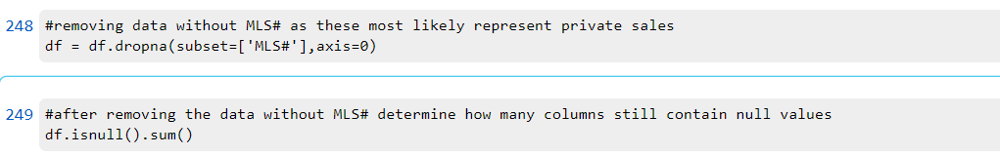 248
#removing data without MLS# as these most likely represent private sales
df = df.dropna(subset=['MLS#'],axis=0)
249
#after removing the data without MLS# determine how many columns still contain null values
df.isnull().sum()